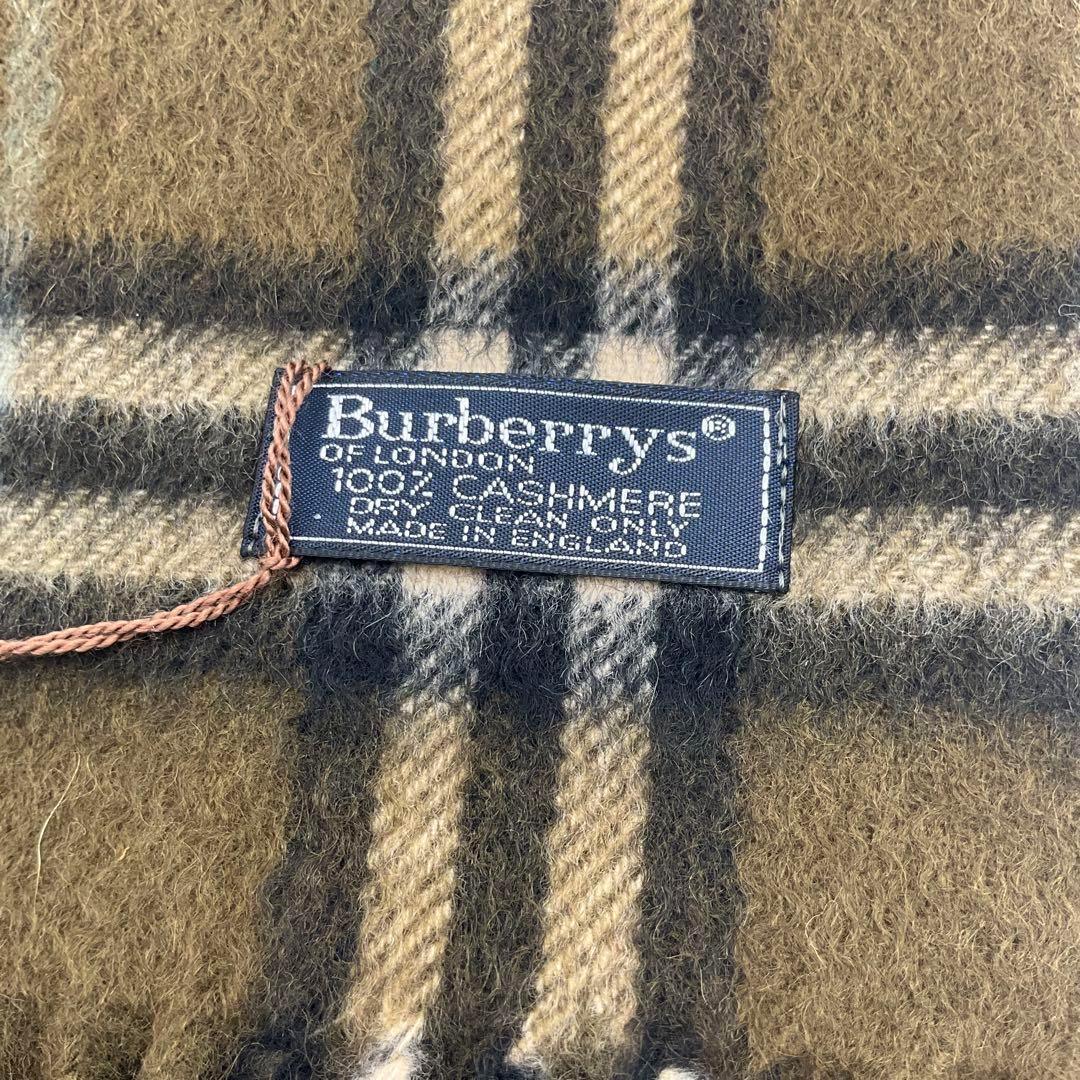 Burberrys®
OF LONDON
100% CASHMERE
DRY CLEAN ONLY
MADE IN ENGLAND